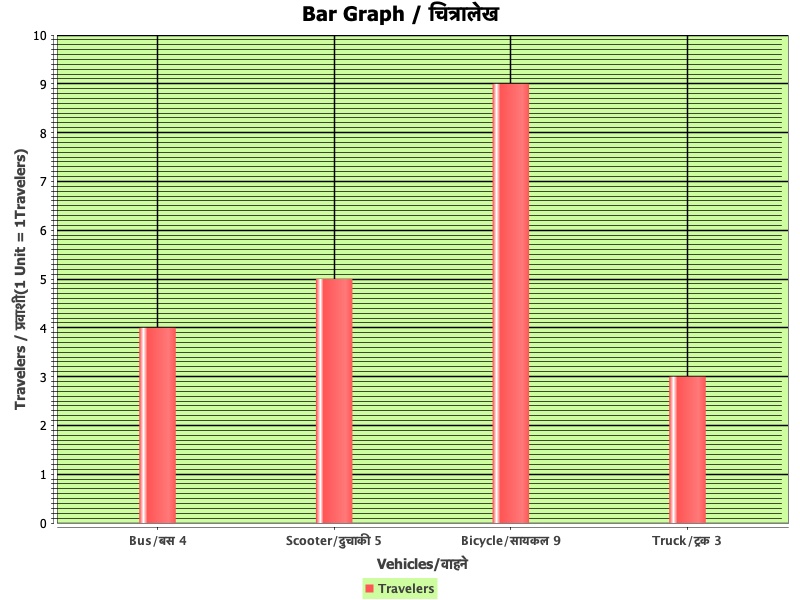 Bar Graph / चित्रालेख
10
9
8
7
6
5
4
3
2
1
0
Travelers / प्रवाशी(1 Unit = 1Travelers)
Bus/बस 4
Scooter/दुचाकी 5
Bicycle/सायकल 9
Truck/ट्रक 3
Vehicles/वाहने
Travelers